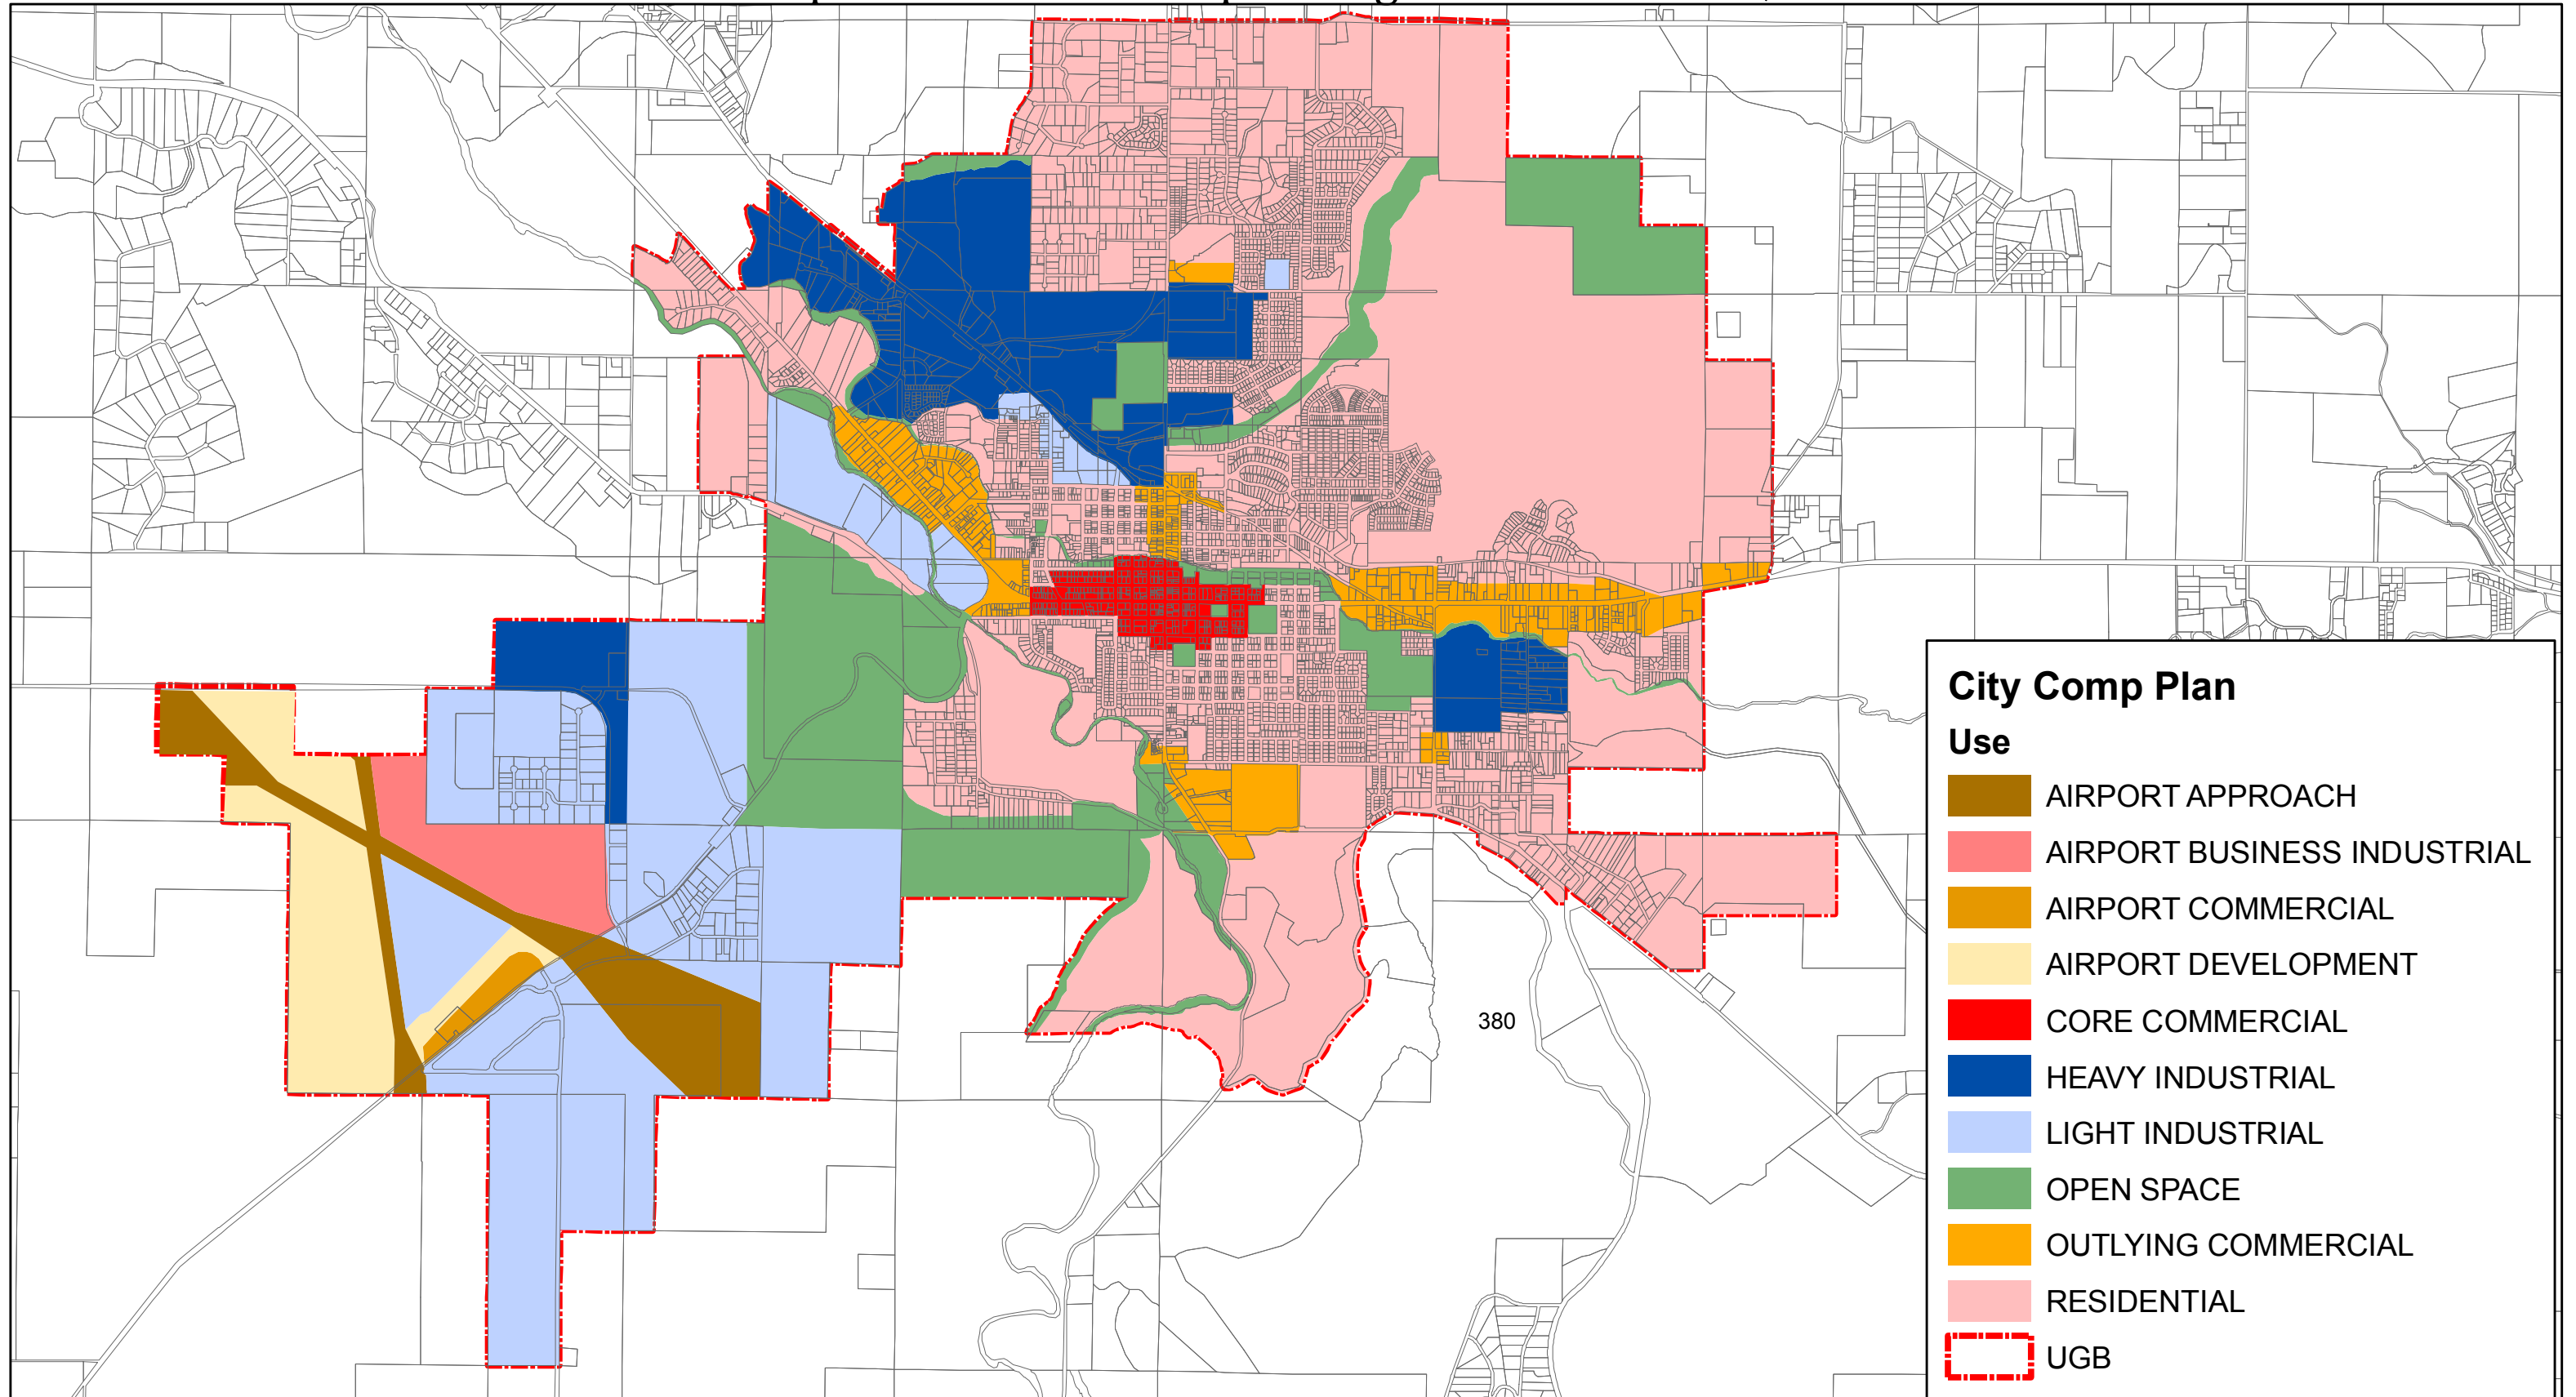 380
City Comp Plan
Use
AIRPORT APPROACH
AIRPORT BUSINESS INDUSTRIAL
AIRPORT COMMERCIAL
AIRPORT DEVELOPMENT
CORE COMMERCIAL
HEAVY INDUSTRIAL
LIGHT INDUSTRIAL
OPEN SPACE
OUTLYING COMMERCIAL
RESIDENTIAL
UGB